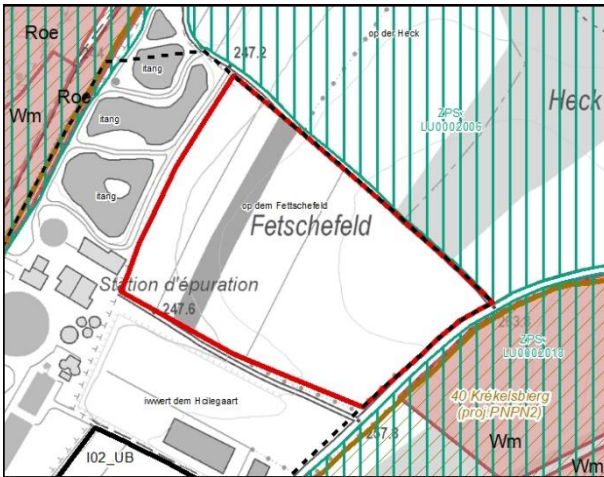 Roe
247.2
op der Heck
itang
Roe
Heck
Wm
itang
ZPS:
LU0002006
itang
op dem Fettschefeld
Fetschefeld
Station d'épuration
247.6
ZPS:
LU0002018
40 Krékelsbierg
(proj.PNPN2)
iwwert dem Hoilegaart
257.8
Wm
I02_UB
Wm